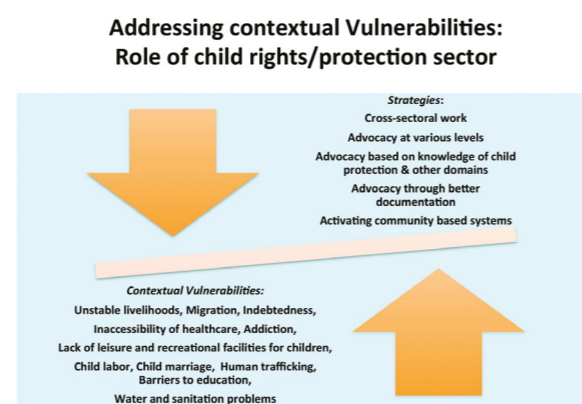 Addressing contextual Vulnerabilities:
Role of child rights/protection sector
Strategies:
Cross-sectoral work
Advocacy at various levels
Advocacy based on knowledge of child
protection & other domains
Advocacy through better
documentation
Activating community based systems
Contextual Vulnerabilities:
Unstable livelihoods, Migration, Indebtedness,
Inaccessibility of healthcare, Addiction,
Lack of leisure and recreational facilities for children,
Child labor, Child marriage, Human trafficking,
Barriers to education,
Water and sanitation problems